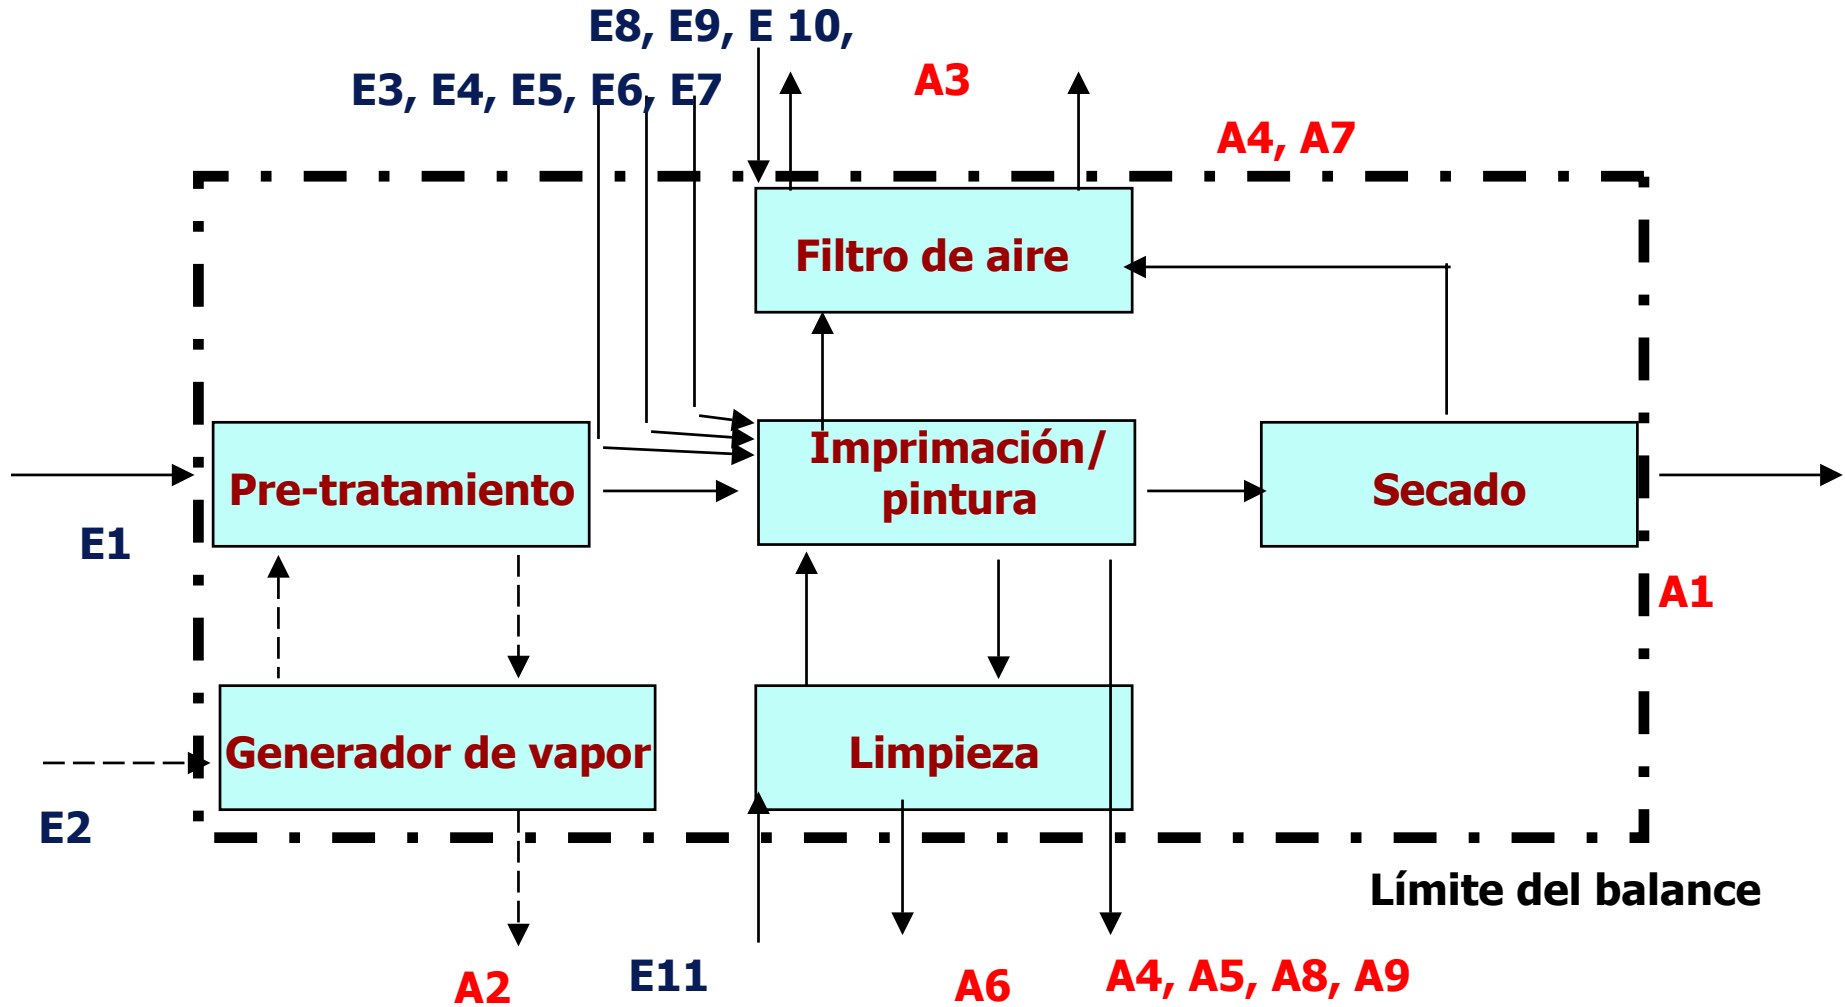 E8, E9, E 10,
A3
E3, E4, E5, E6, E7
A4, A7
Filtro de aire
Pre-tratamiento
Imprimación/
pintura
Secado
E1
A1
Generador de vapor
Limpieza
E2
Límite del balance
A2
E11
A6
A4, A5, A8, A9